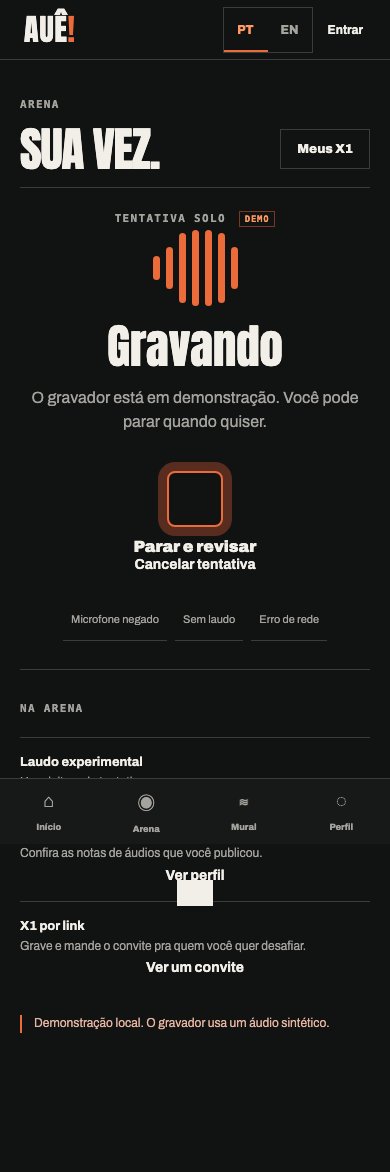 AUÊ!
PT
EN
Entrar
ARENA
SUA VEZ.
Meus X1
TENTATIVA SOLO
DEMO
Gravando
O gravador está em demonstração. Você pode
parar quando quiser.
Parar e revisar
Cancelar tentativa
Microfone negado
Sem laudo
Erro de rede
NA ARENA
Laudo experimental
Início
Arena
Mural
Perfil
Confira as notas de áudios que você publicou.
Ver perfil
X1 por link
Grave e mande o convite pra quem você quer desafiar.
Ver um convite
Demonstração local. O gravador usa um áudio sintético.